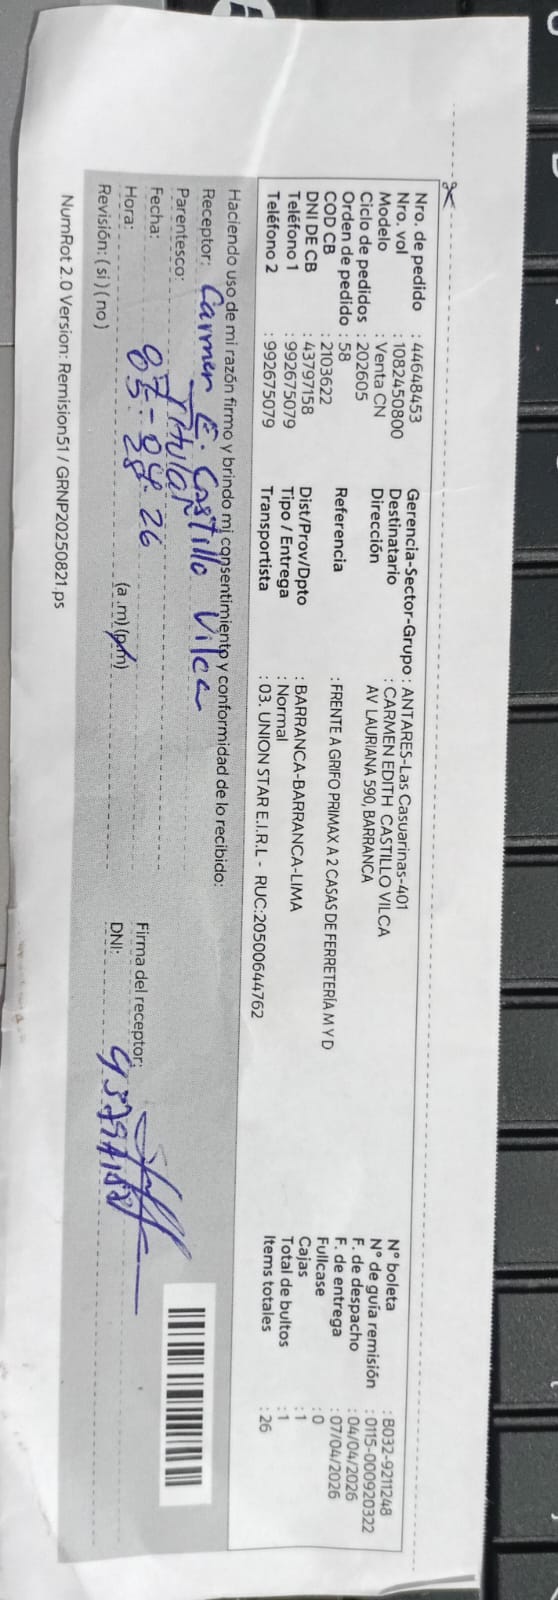 Nro. de pedido : 44648453
Nro. vol : 1082450800
Modelo : Venta CN
Ciclo de pedidos : 202605
Orden de pedido : 58
COD CB : 2103622
DNI DE CB : 43797158
Teléfono 1 : 992675079
Teléfono 2 : 992675079
Gerencia-Sector-Grupo : ANTARES-Las Casuarinas-401
Destinatario : CARMEN EDITH CASTILLO VILCA
Dirección AV LAURIANA 590, BARRANCA
Referencia : FRENTE A GRIFO PRIMAX A 2 CASAS DE FERRETERÍA M Y D
Dist/Prov/Dpto : BARRANCA-BARRANCA-LIMA
Tipo / Entrega : Normal
Transportista : 03. UNION STAR E.I.R.L - RUC:20500644762
N° boleta : B032-9211248
N° de guía remisión : 0115-000920322
F. de despacho : 04/04/2026
F. de entrega : 07/04/2026
Fullcase : 0
Cajas : 1
Total de bultos : 1
Items totales : 26
Haciendo uso de mi razón firmo y brindo mi consentimiento y conformidad de lo recibido:
Receptor: Carmen E. Castillo Vilca
Parentesco: Titular
Fecha: 07-04-26
Hora: (a .m) (p.m)
Revisión: ( si ) ( no )
Firma del receptor:
DNI: 43797158
NumRot 2.0 Version: Remision51 / GRNP20250821.ps